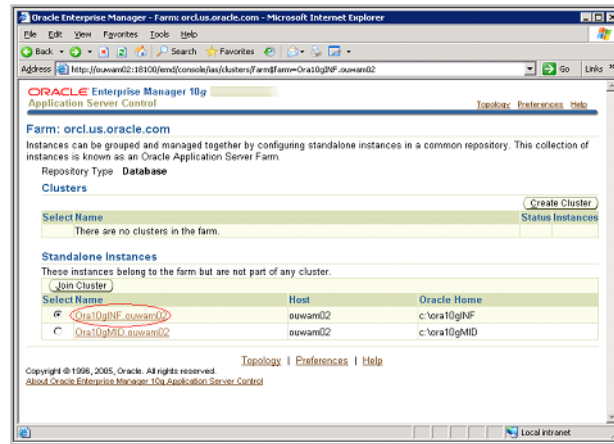 Oracle Enterprise Manager - Farm: orcl.us.oracle.com - Microsoft Internet Explorer
File Edit View Favorites Tools Help
Back Search Favorites
Address http://ouwam02:18100/emd/console/ias/clusters/farm$farm=Ora10gINF.ouwam02 Go Links
ORACLE Enterprise Manager 10g
Application Server Control Topology Preferences Help
Farm: orcl.us.oracle.com
Instances can be grouped and managed together by configuring standalone instances in a common repository. This collection of
instances is known as an Oracle Application Server Farm.
Repository Type Database
Clusters
Create Cluster
Select Name Status Instances
There are no clusters in the farm.
Standalone Instances
These instances belong to the farm but are not part of any cluster.
Join Cluster
Select Name Host Oracle Home
Ora10gINF.ouwam02 ouwam02 c:\ora10gINF
Ora10gMID.ouwam02 ouwam02 c:\ora10gMID
Topology | Preferences | Help
Copyright © 1996, 2005, Oracle. All rights reserved.
About Oracle Enterprise Manager 10g Application Server Control
Local intranet